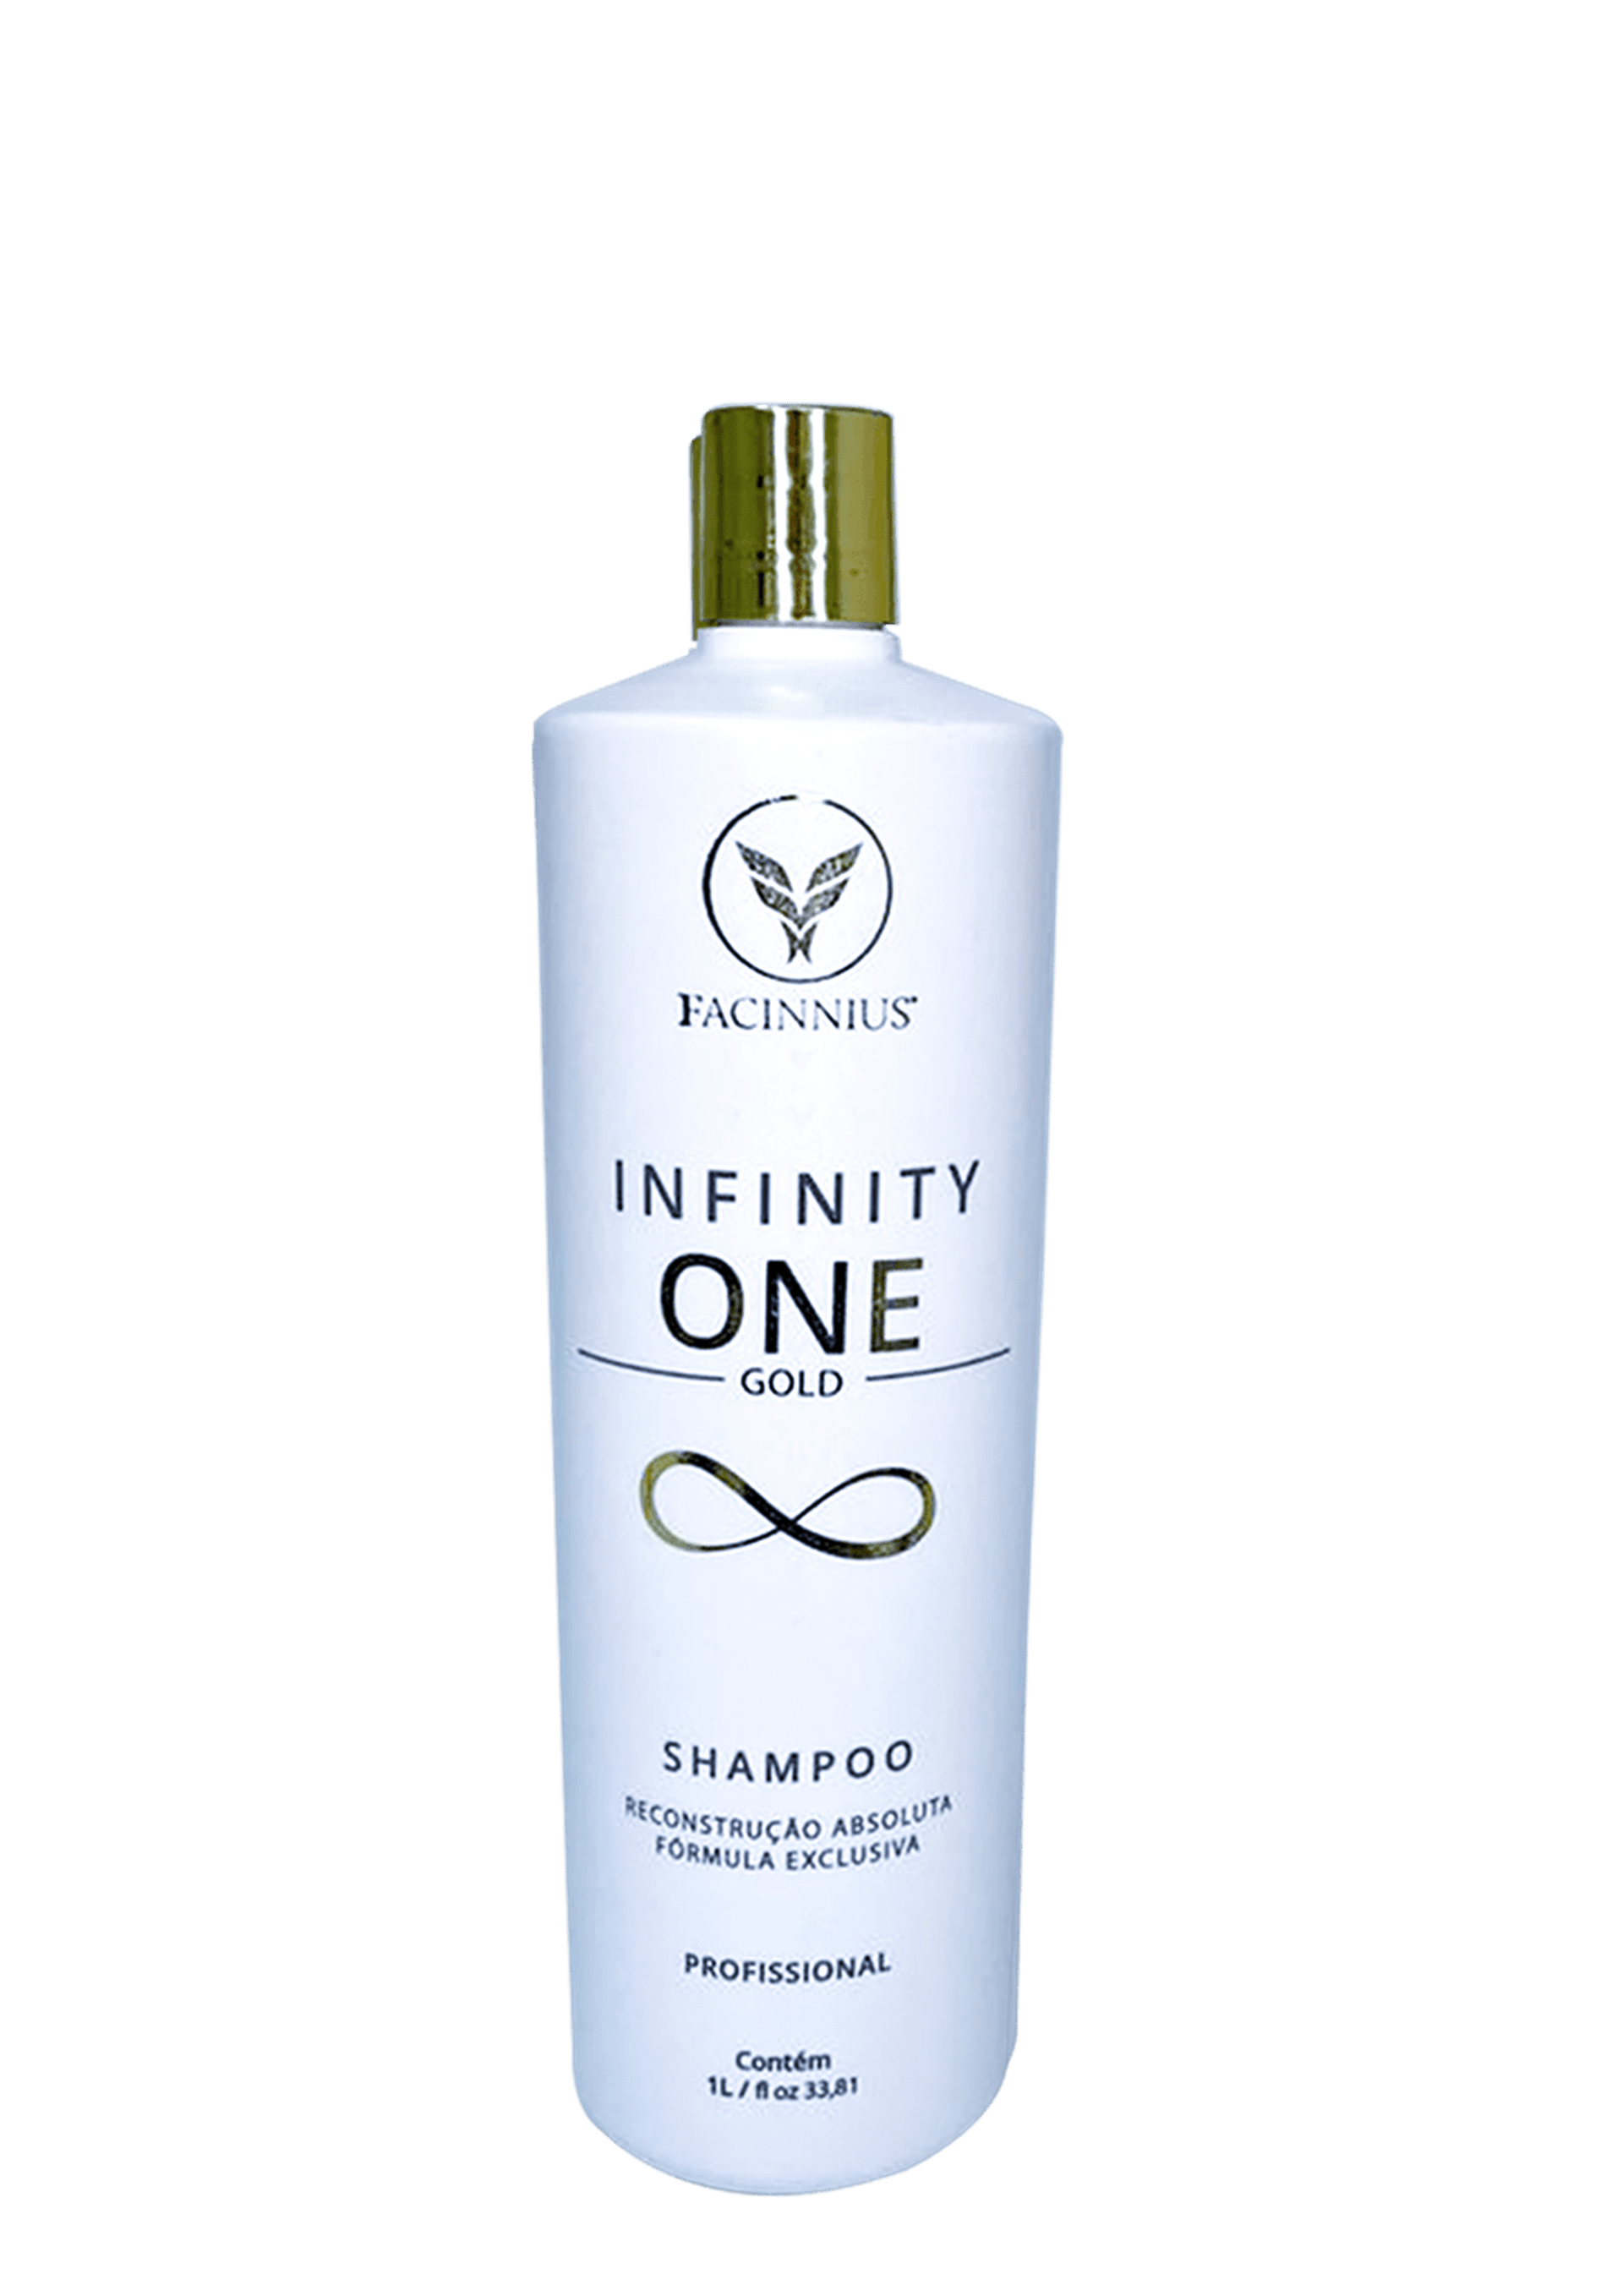 FACINNIUS
INFINITY
ONE
GOLD
SHAMPOO
RECONSTRUÇÃO ABSOLUTA
FÓRMULA EXCLUSIVA
PROFISSIONAL
Contém
1L / fl oz 33,81